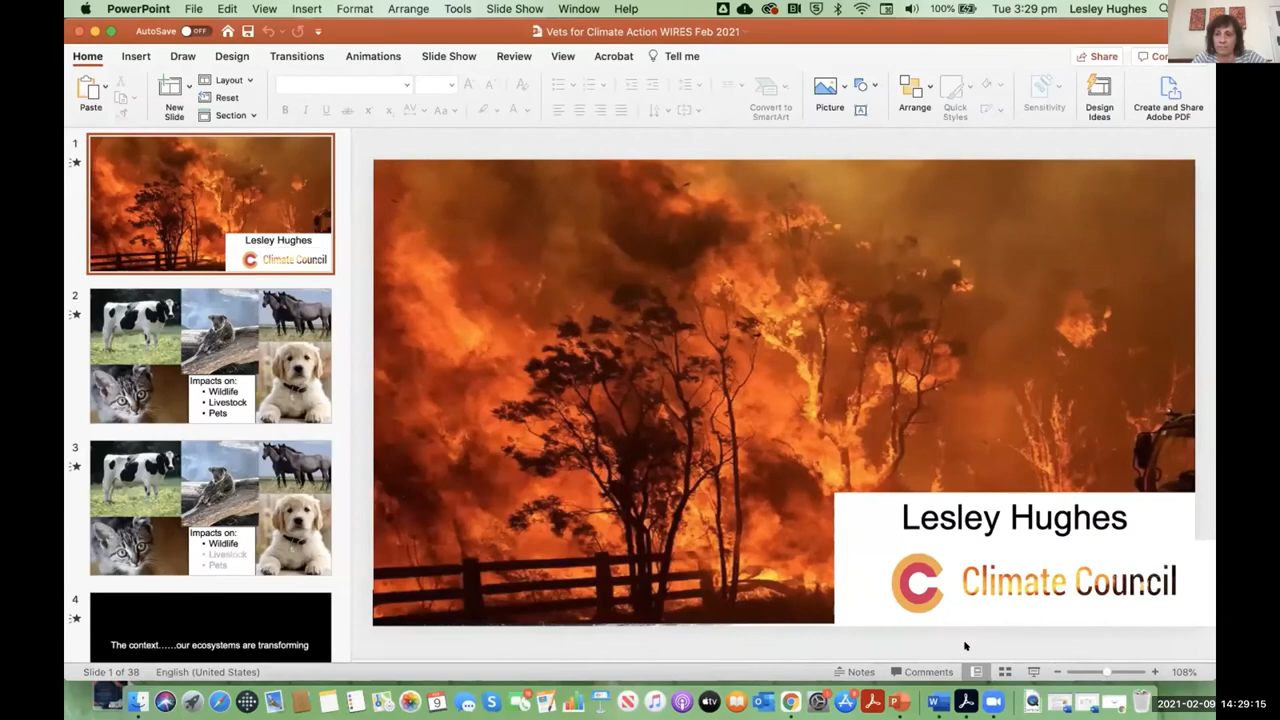 PowerPoint File Edit View Insert Format Arrange Tools Slide Show Window Help 100% Tue 3:29 pm Lesley Hughes
AutoSave OFF Vets for Climate Action WIRES Feb 2021
Home Insert Draw Design Transitions Animations Slide Show Review View Acrobat Tell me Share
Paste
New Slide
Layout
Reset
Section
Convert to SmartArt
Picture
Arrange
Quick Styles
Sensitivity
Design Ideas
Create and Share Adobe PDF
1
Lesley Hughes
Climate Council
2
Impacts on:
• Wildlife
• Livestock
• Pets
3
Impacts on:
• Wildlife
• Livestock
• Pets
4
The context……our ecosystems are transforming
Lesley Hughes
Climate Council
Slide 1 of 38 English (United States) Notes Comments 108%
2021-02-09 14:29:15